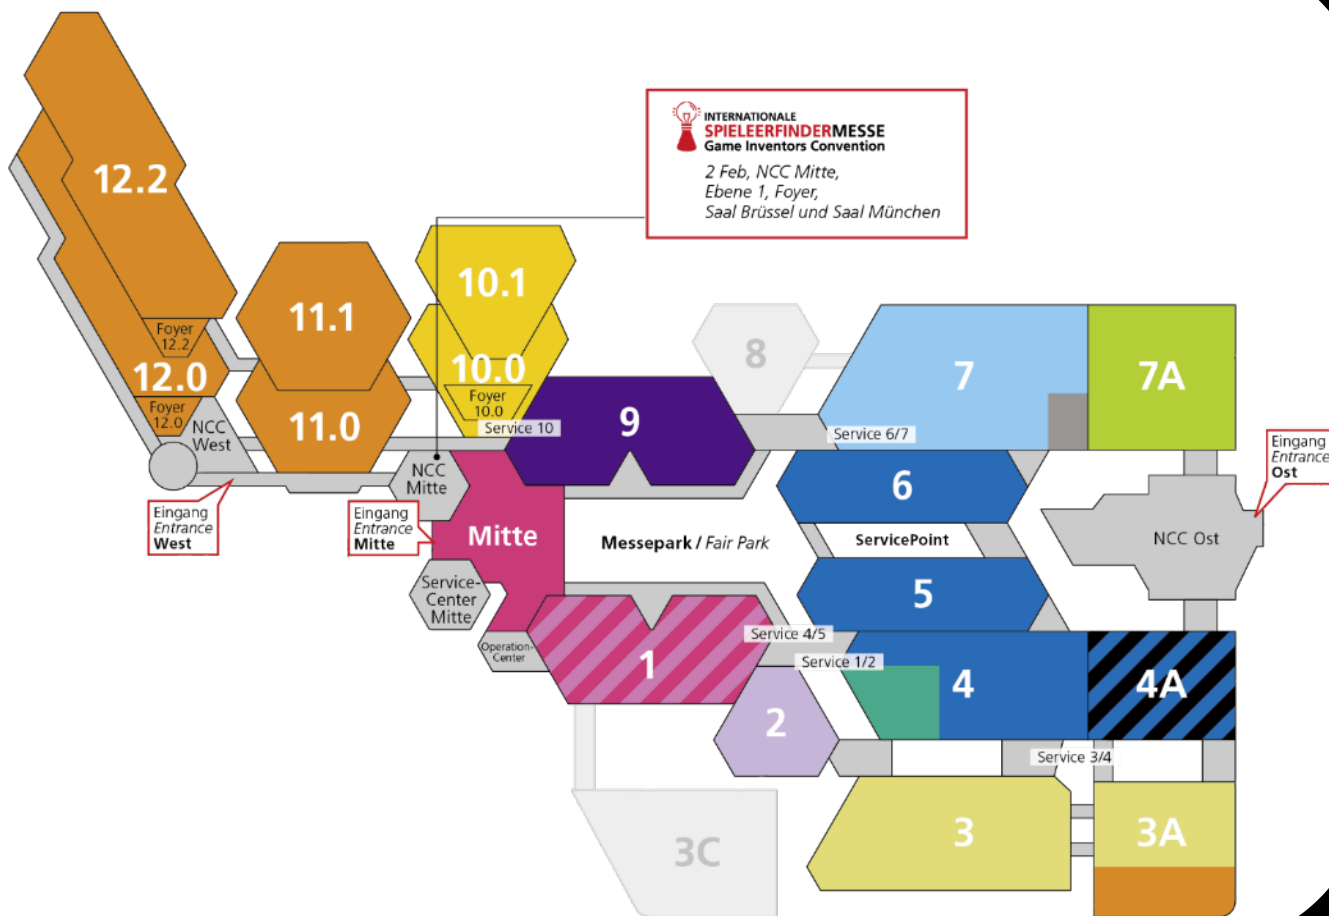 INTERNATIONALE
SPIELEERFINDERMESSE
Game Inventors Convention
2 Feb, NCC Mitte,
Ebene 1, Foyer,
Saal Brüssel und Saal München
12.2
11.1
10.1
Foyer
12.2
12.0
10.0
Foyer
10.0
8
7
7A
Foyer
12.0
NCC
West
11.0
Service 10
9
Service 6/7
Eingang
Entrance
Ost
NCC
Mitte
6
Eingang
Entrance
West
Eingang
Entrance
Mitte
Mitte
Messepark / Fair Park
ServicePoint
NCC Ost
Service-
Center
Mitte
5
Operation-
Center
1
Service 4/5
Service 1/2
4
4A
2
Service 3/4
3C
3
3A